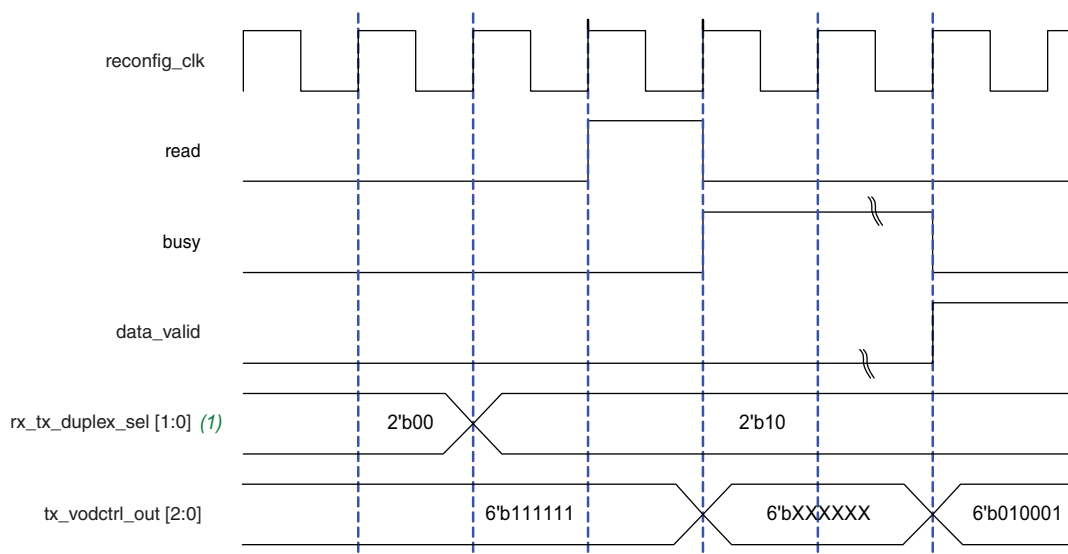 reconfig_clk
read
busy
data_valid
rx_tx_duplex_sel [1:0] (1) 2'b00 2'b10
tx_vodctrl_out [2:0] 6'b111111 6'bXXXXXX 6'b010001